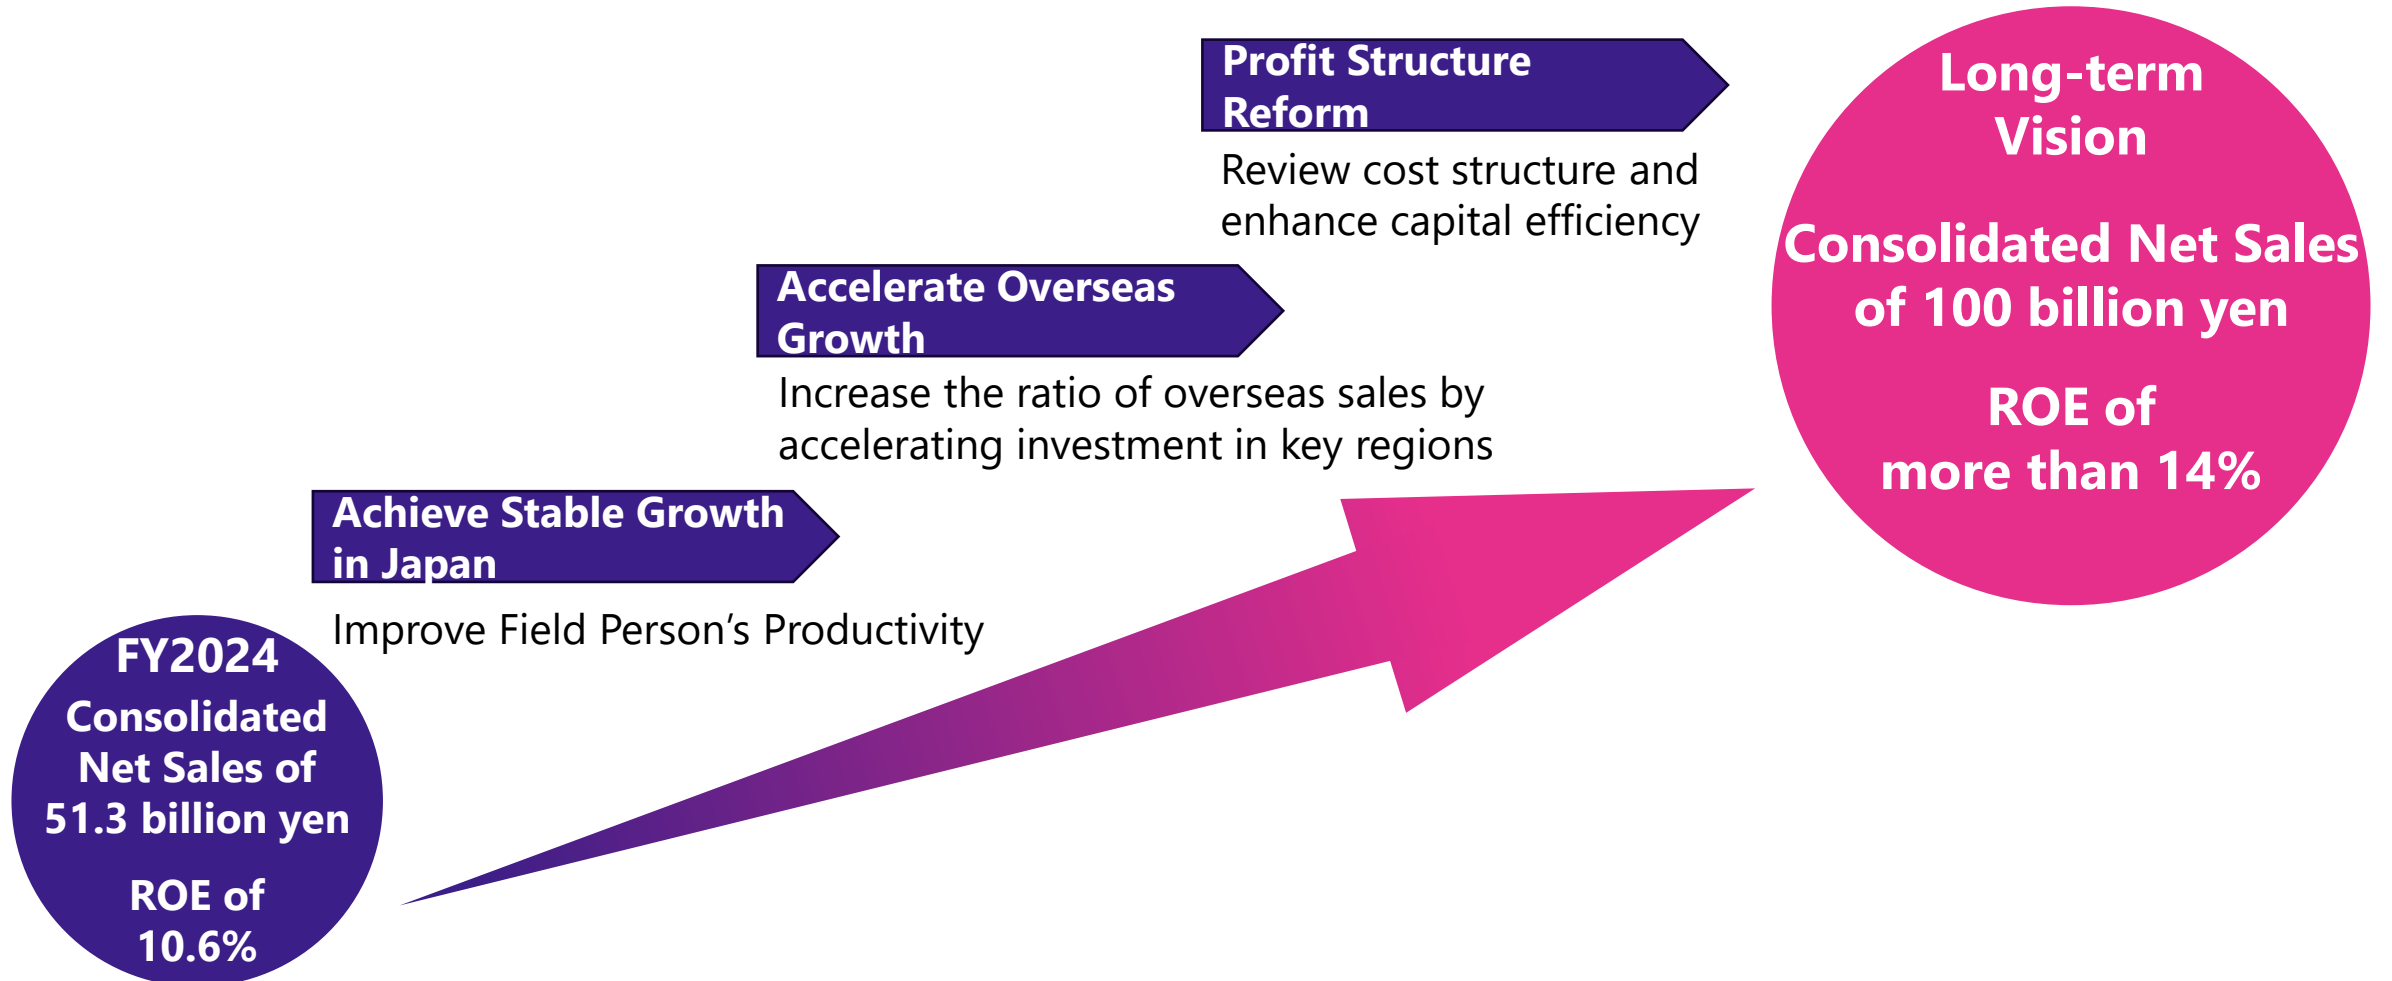 Profit Structure
Reform
Review cost structure and
enhance capital efficiency
Long-term
Vision
Consolidated Net Sales
of 100 billion yen
ROE of
more than 14%
Accelerate Overseas
Growth
Increase the ratio of overseas sales by
accelerating investment in key regions
Achieve Stable Growth
in Japan
Improve Field Person’s Productivity
FY2024
Consolidated
Net Sales of
51.3 billion yen
ROE of
10.6%